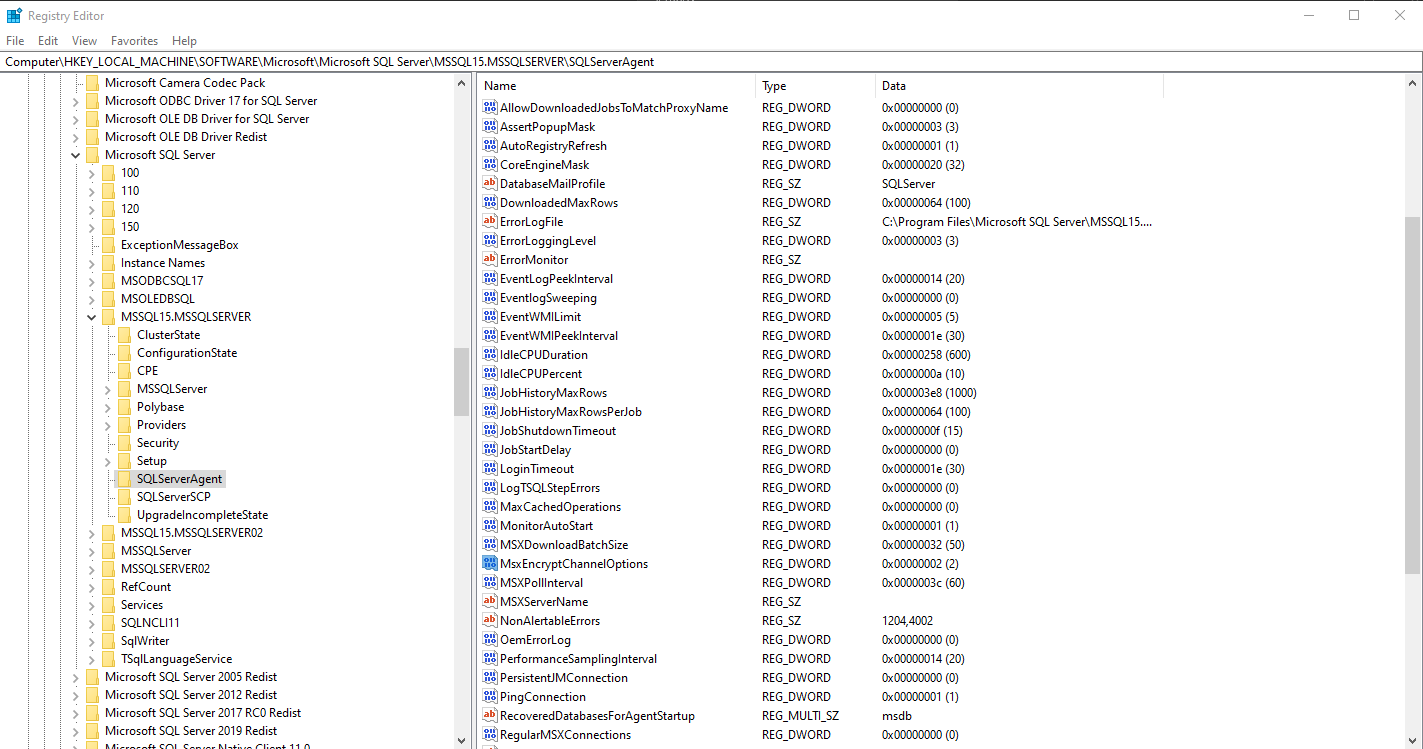 Registry Editor
File Edit View Favorites Help
Computer\HKEY_LOCAL_MACHINE\SOFTWARE\Microsoft\Microsoft SQL Server\MSSQL15.MSSQLSERVER\SQLServerAgent
Microsoft Camera Codec Pack
Microsoft ODBC Driver 17 for SQL Server
Microsoft OLE DB Driver for SQL Server
Microsoft OLE DB Driver Redist
Microsoft SQL Server
100
110
120
150
ExceptionMessageBox
Instance Names
MSODBCSQL17
MSOLEDBSQL
MSSQL15.MSSQLSERVER
ClusterState
ConfigurationState
CPE
MSSQLServer
Polybase
Providers
Security
Setup
SQLServerAgent
SQLServerSCP
UpgradeIncompleteState
MSSQL15.MSSQLSERVER02
MSSQLServer
MSSQLSERVER02
RefCount
Services
SQLNCLI11
SqlWriter
TSqlLanguageService
Microsoft SQL Server 2005 Redist
Microsoft SQL Server 2012 Redist
Microsoft SQL Server 2017 RC0 Redist
Microsoft SQL Server 2019 Redist
Microsoft SQL Server Native Client 11.0
Name Type Data
AllowDownloadedJobsToMatchProxyName REG_DWORD 0x00000000 (0)
AssertPopupMask REG_DWORD 0x00000003 (3)
AutoRegistryRefresh REG_DWORD 0x00000001 (1)
CoreEngineMask REG_DWORD 0x00000020 (32)
DatabaseMailProfile REG_SZ SQLServer
DownloadedMaxRows REG_DWORD 0x00000064 (100)
ErrorLogFile REG_SZ C:\Program Files\Microsoft SQL Server\MSSQL15....
ErrorLoggingLevel REG_DWORD 0x00000003 (3)
ErrorMonitor REG_SZ
EventLogPeekInterval REG_DWORD 0x00000014 (20)
EventlogSweeping REG_DWORD 0x00000000 (0)
EventWMILimit REG_DWORD 0x00000005 (5)
EventWMIPeekInterval REG_DWORD 0x0000001e (30)
IdleCPUDuration REG_DWORD 0x00000258 (600)
IdleCPUPercent REG_DWORD 0x0000000a (10)
JobHistoryMaxRows REG_DWORD 0x000003e8 (1000)
JobHistoryMaxRowsPerJob REG_DWORD 0x00000064 (100)
JobShutdownTimeout REG_DWORD 0x0000000f (15)
JobStartDelay REG_DWORD 0x00000000 (0)
LoginTimeout REG_DWORD 0x0000001e (30)
LogTSQLStepErrors REG_DWORD 0x00000000 (0)
MaxCachedOperations REG_DWORD 0x00000000 (0)
MonitorAutoStart REG_DWORD 0x00000001 (1)
MSXDownloadBatchSize REG_DWORD 0x00000032 (50)
MsxEncryptChannelOptions REG_DWORD 0x00000002 (2)
MSXPollInterval REG_DWORD 0x0000003c (60)
MSXServerName REG_SZ
NonAlertableErrors REG_SZ 1204,4002
OemErrorLog REG_DWORD 0x00000000 (0)
PerformanceSamplingInterval REG_DWORD 0x00000014 (20)
PersistentJMConnection REG_DWORD 0x00000000 (0)
PingConnection REG_DWORD 0x00000001 (1)
RecoveredDatabasesForAgentStartup REG_MULTI_SZ msdb
RegularMSXConnections REG_DWORD 0x00000000 (0)